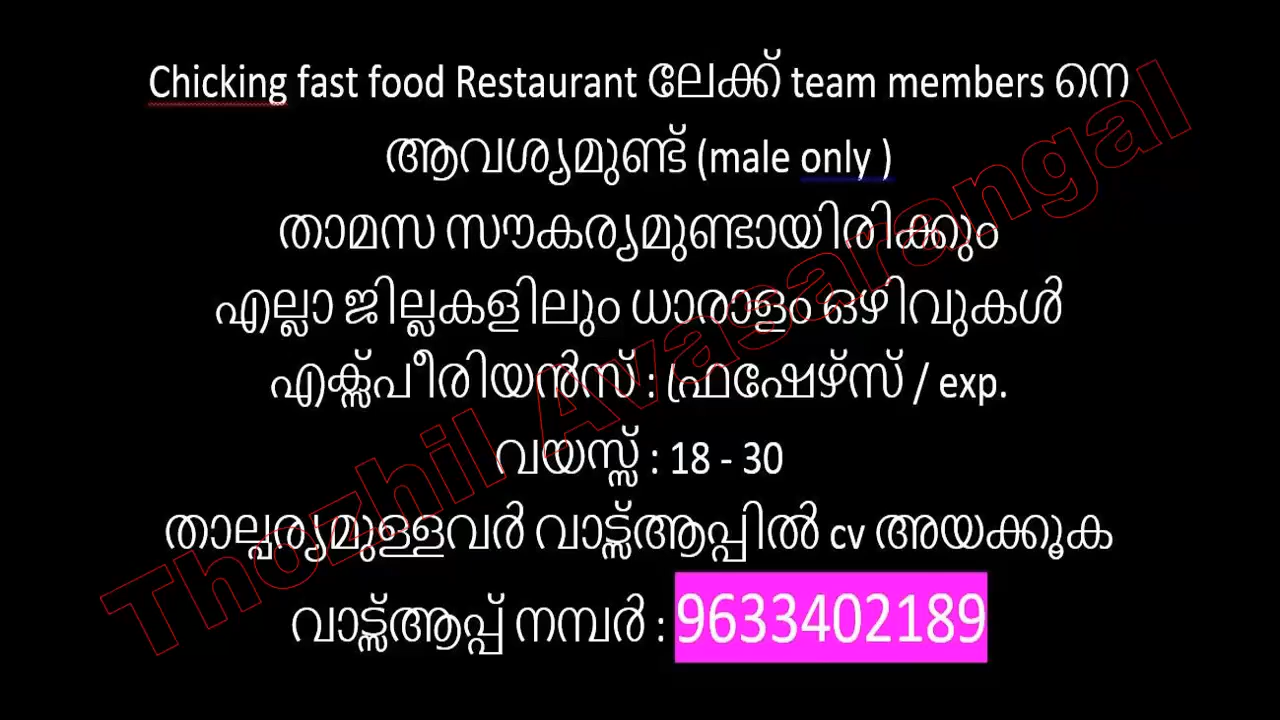 Chicking fast food Restaurant ലേക്ക് team members നെ
ആവശ്യമുണ്ട് (male only )
താമസ സൗകര്യമുണ്ടായിരിക്കും
എല്ലാ ജില്ലകളിലും ധാരാളം ഒഴിവുകൾ
എക്സ്പീരിയൻസ് : ഫ്രഷേഴ്സ് / exp.
വയസ്സ് : 18 - 30
താല്പര്യമുള്ളവർ വാട്സ്ആപ്പിൽ cv അയക്കൂക
വാട്സ്ആപ്പ് നമ്പർ : 9633402189
Thozhil Avasarangal